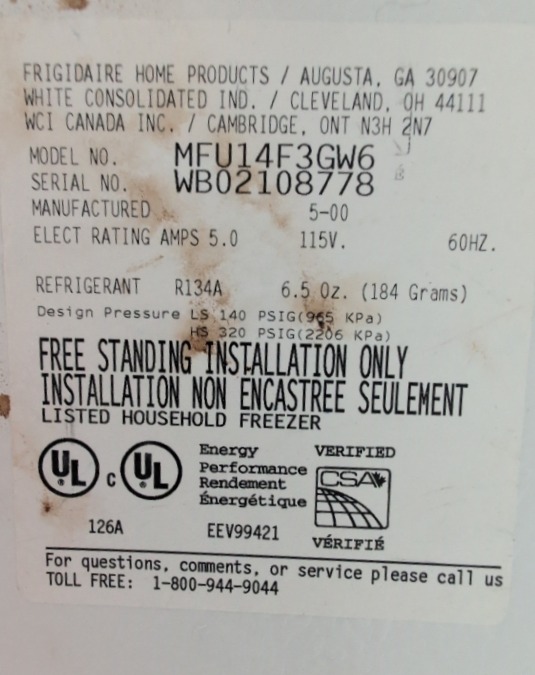 FRIGIDAIRE HOME PRODUCTS / AUGUSTA, GA 30907
WHITE CONSOLIDATED IND. / CLEVELAND, OH 44111
WCI CANADA INC. / CAMBRIDGE, ONT N3H 2N7
MODEL NO. MFU14F3GW6
SERIAL NO. WB02108778
MANUFACTURED 5-00
ELECT RATING AMPS 5.0 115V. 60HZ.
REFRIGERANT R134A 6.5 Oz. (184 Grams)
Design Pressure LS 140 PSIG(965 KPa)
HS 320 PSIG(2206 KPa)
FREE STANDING INSTALLATION ONLY
INSTALLATION NON ENCASTREE SEULEMENT
LISTED HOUSEHOLD FREEZER
UL ® C UL ®
Energy
Performance
Rendement
Énergétique
VERIFIED
CSA
VÉRIFIÉ
126A EEV99421
For questions, comments, or service please call us
TOLL FREE: 1-800-944-9044